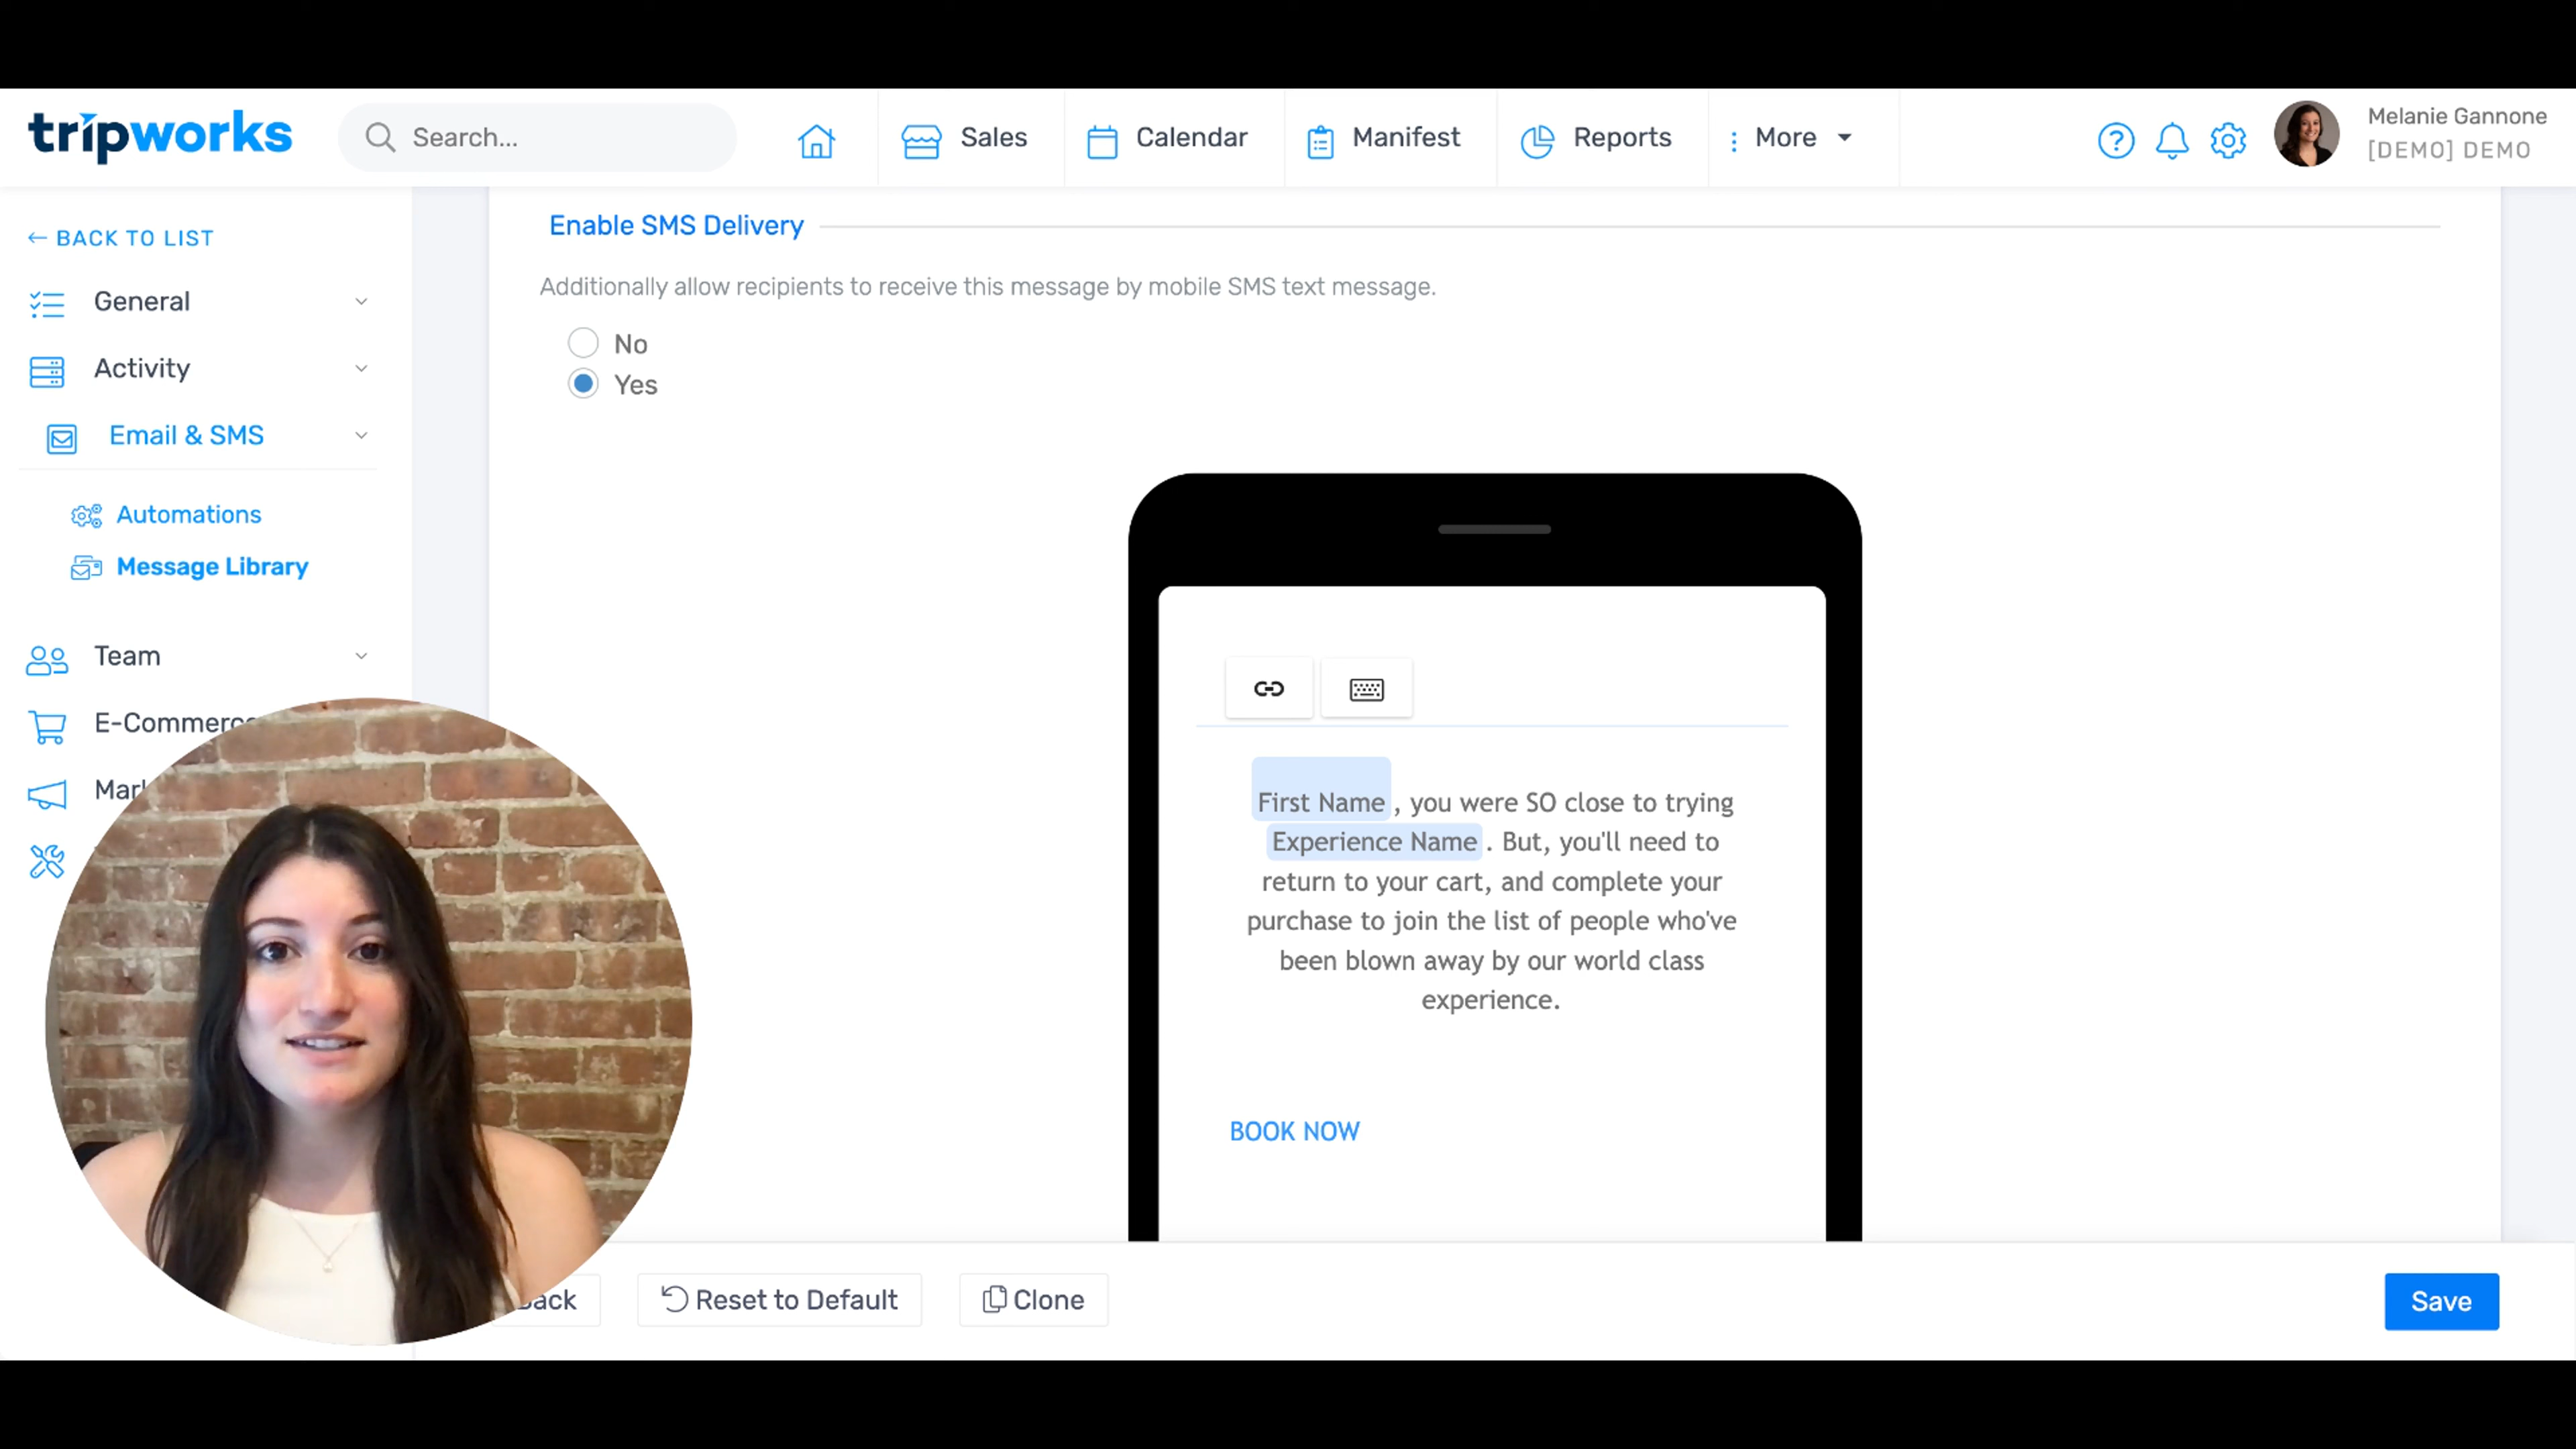 tripworks
Search...
Sales
Calendar
Manifest
Reports
More
Melanie Gannone
[DEMO] DEMO
← BACK TO LIST
General
Activity
Email & SMS
Automations
Message Library
Team
E-Commerce
Enable SMS Delivery
Additionally allow recipients to receive this message by mobile SMS text message.
No
Yes
First Name , you were SO close to trying
Experience Name . But, you'll need to
return to your cart, and complete your
purchase to join the list of people who've
been blown away by our world class
experience.
BOOK NOW
Back
Reset to Default
Clone
Save